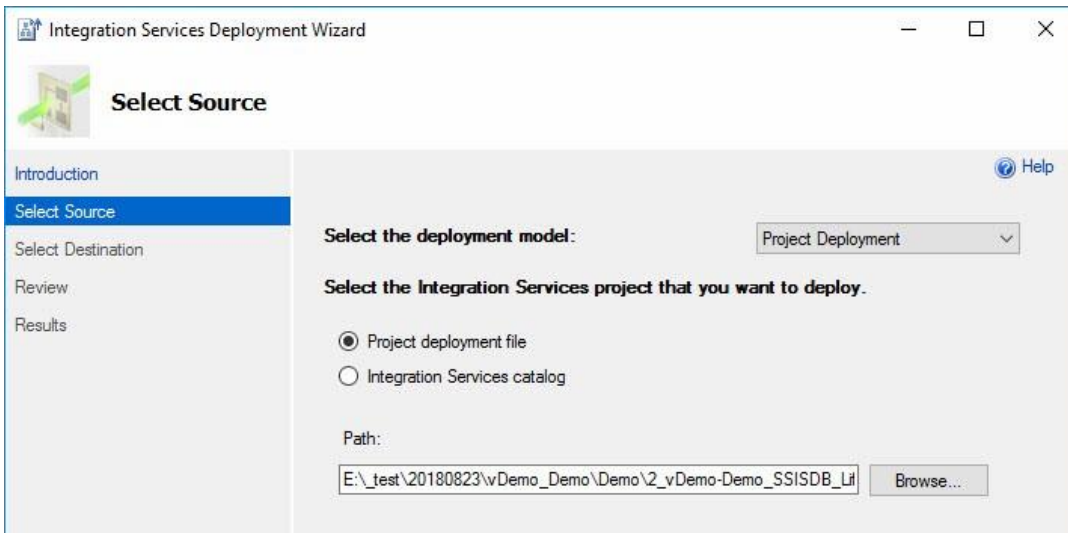 Integration Services Deployment Wizard
Select Source
Help
Introduction
Select Source
Select Destination
Review
Results
Select the deployment model:
Project Deployment
Select the Integration Services project that you want to deploy.
Project deployment file
Integration Services catalog
Path:
E:\_test\20180823\vDemo_Demo\Demo\2_vDemo-Demo_SSISDB_Lif
Browse...